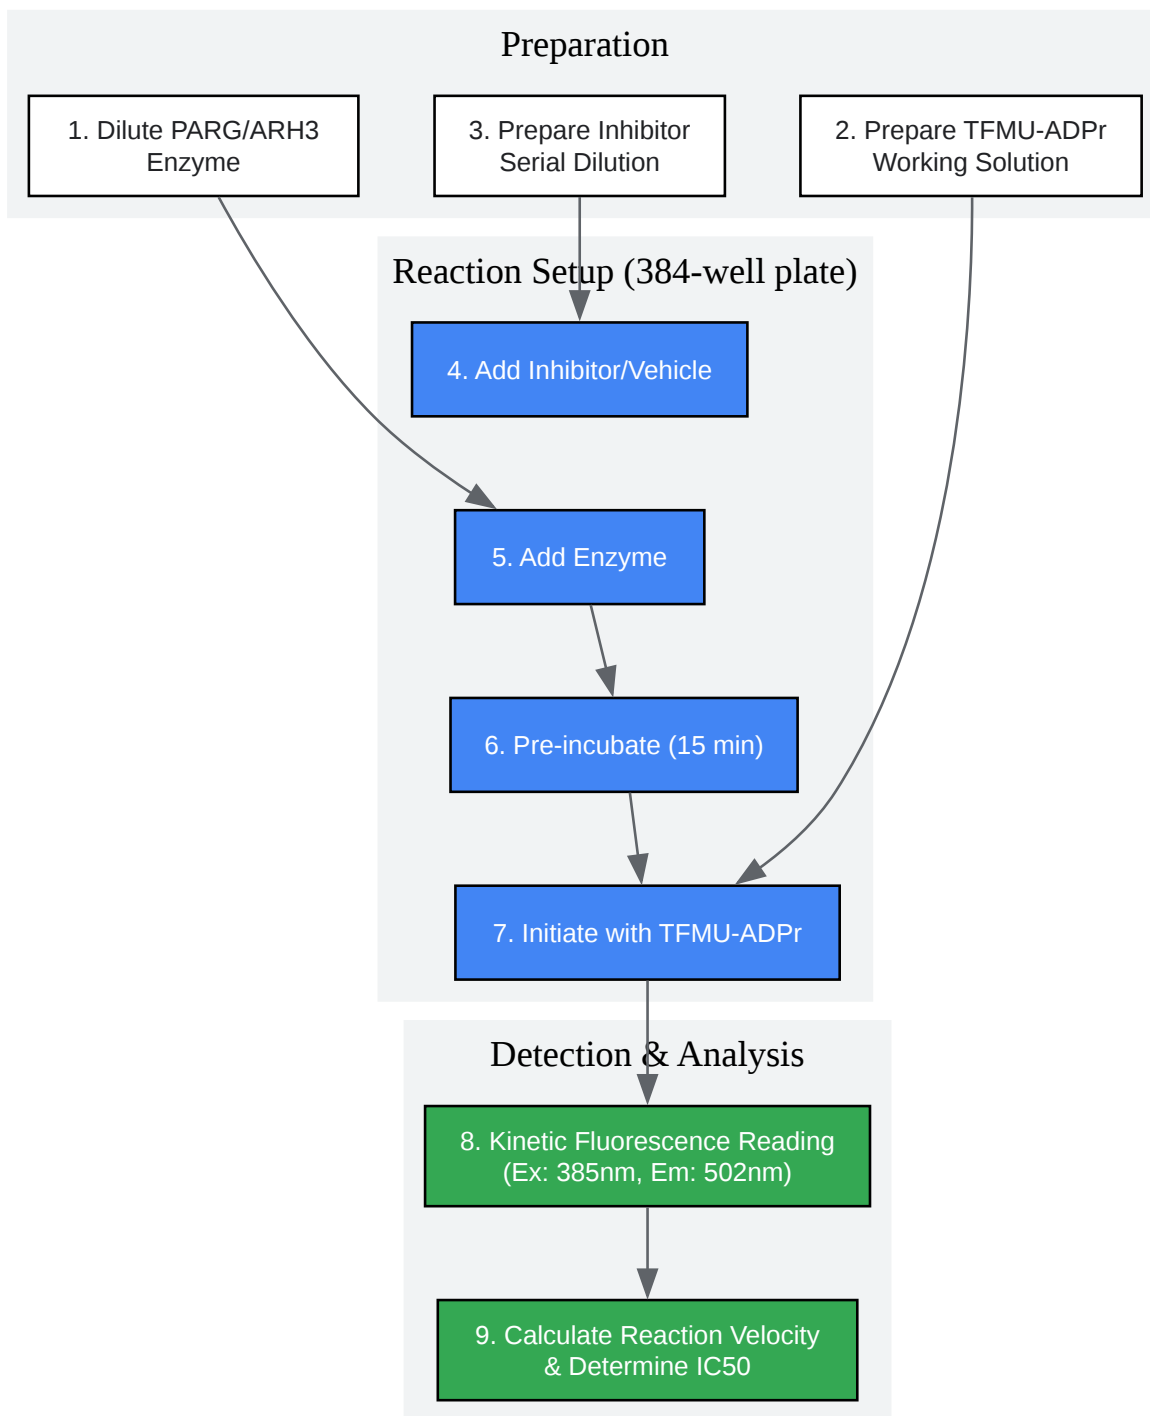 Preparation
1. Dilute PARG/ARH3
Enzyme
3. Prepare Inhibitor
Serial Dilution
2. Prepare TFMU-ADPr
Working Solution
Reaction Setup (384-well plate)
4. Add Inhibitor/Vehicle
5. Add Enzyme
6. Pre-incubate (15 min)
7. Initiate with TFMU-ADPr
Detection & Analysis
8. Kinetic Fluorescence Reading
(Ex: 385nm, Em: 502nm)
9. Calculate Reaction Velocity
& Determine IC50